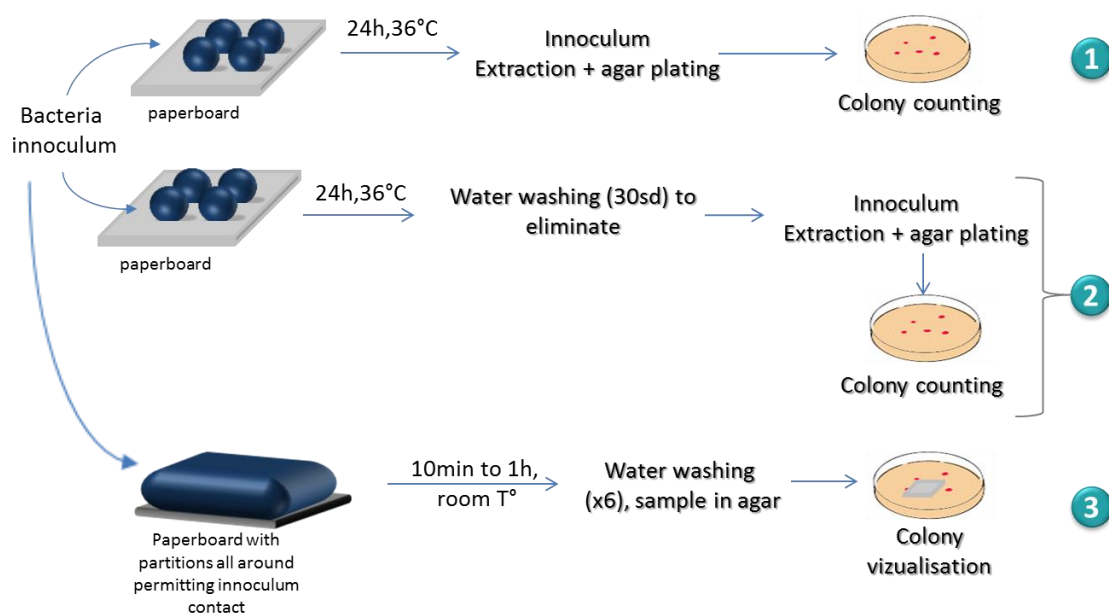 Bacteria
innoculum
paperboard
24h,36°C
Innoculum
Extraction + agar plating
Colony counting
1
paperboard
24h,36°C
Water washing (30sd) to
eliminate
Innoculum
Extraction + agar plating
Colony counting
2
Paperboard with
partitions all around
permitting innoculum
contact
10min to 1h,
room T°
Water washing
(x6), sample in agar
Colony
vizualisation
3